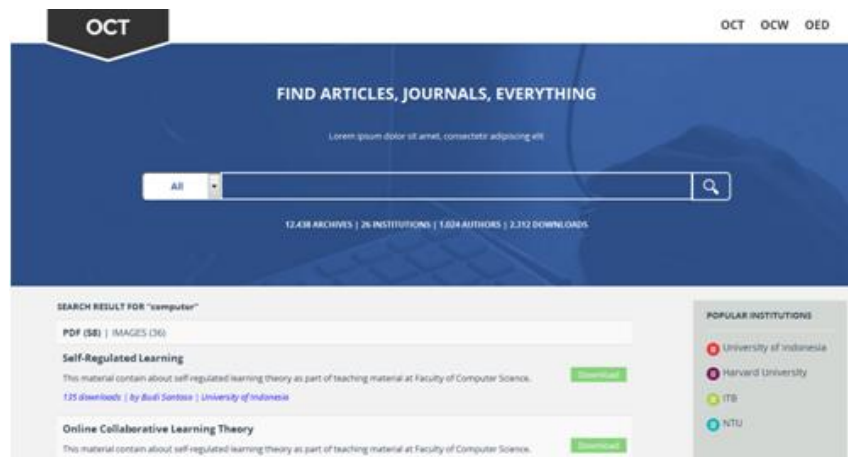 OCT
OCT OCW OED
FIND ARTICLES, JOURNALS, EVERYTHING
Lorem ipsum dolor sit amet, consectetir adipiscing elit
All
12.438 ARCHIVES | 26 INSTITUTIONS | 1.024 AUTHORS | 2.312 DOWNLOADS
SEARCH RESULT FOR "computer"
PDF (58) | IMAGES (36)
Self-Regulated Learning
This material contain about self regulated learning theory as part of teaching material at Faculty of Computer Science.
Download
135 downloads | by Budi Santoso | University of Indonesia
Online Collaborative Learning Theory
This material contain about self-regulated learning theory as part of teaching material at Faculty of Computer Science.
Download
POPULAR INSTITUTIONS
University of Indonesia
Harvard University
ITB
NTU